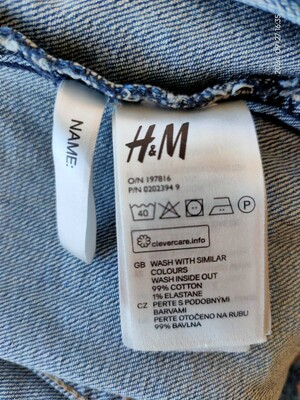 NAME:
H&M
O/N 197816
P/N 0202394 9
40
P
clevercare.info
GB WASH WITH SIMILAR
COLOURS
WASH INSIDE OUT
99% COTTON
1% ELASTANE
CZ PERTE S PODOBNÝMI
BARVAMI
PERTE OTOČENO NA RUBU
99% BAVLNA